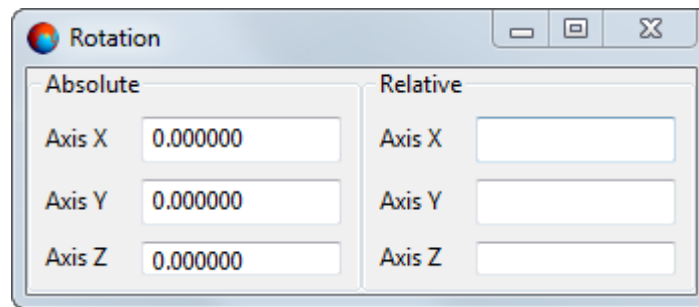 Rotation
Absolute
Axis X 0.000000
Axis Y 0.000000
Axis Z 0.000000
Relative
Axis X
Axis Y
Axis Z